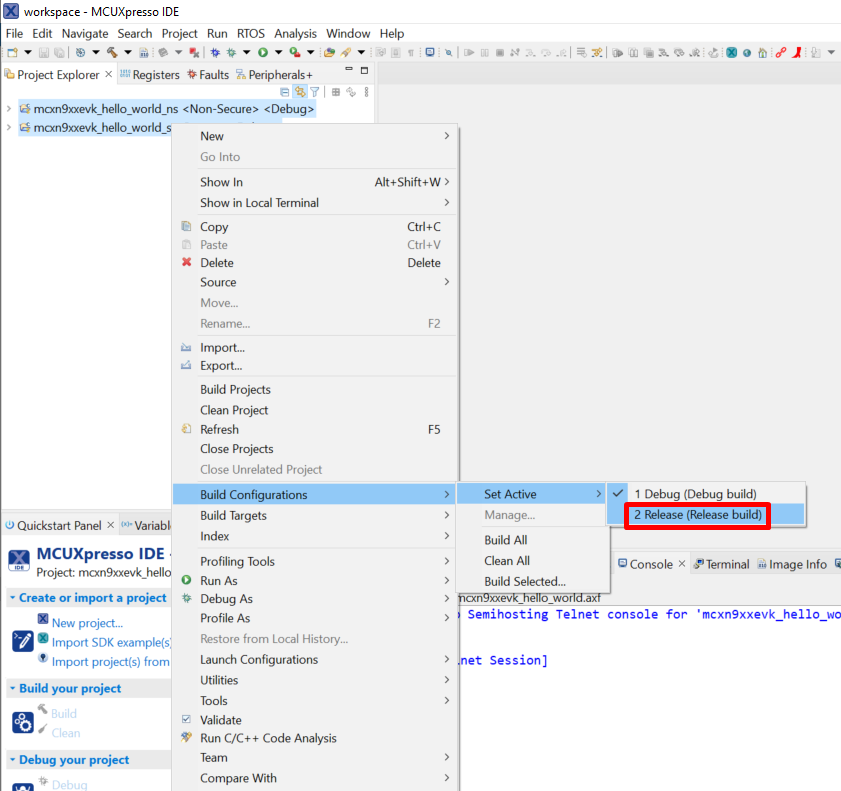 workspace - MCUXpresso IDE
File Edit Navigate Search Project Run RTOS Analysis Window Help
Project Explorer Registers Faults Peripherals+
mcxn9xxevk_hello_world_ns <Non-Secure> <Debug>
mcxn9xxevk_hello_world_s
New
Go Into
Show In Alt+Shift+W
Show in Local Terminal
Copy Ctrl+C
Paste Ctrl+V
Delete Delete
Source
Move...
Rename... F2
Import...
Export...
Build Projects
Clean Project
Refresh F5
Close Projects
Close Unrelated Project
Build Configurations
Build Targets
Index
Profiling Tools
Run As
Debug As
Profile As
Restore from Local History...
Launch Configurations
Utilities
Tools
Validate
Run C/C++ Code Analysis
Team
Compare With
Set Active
Manage...
Build All
Clean All
Build Selected...
1 Debug (Debug build)
2 Release (Release build)
Quickstart Panel (x)= Variabl
MCUXpresso IDE -
IDE
Project: mcxn9xxevk_hello
Create or import a project
New project...
Import SDK example(s)
Import project(s) from
Build your project
Build
Clean
Debug your project
Debug
Console Terminal Image Info
mcxn9xxevk_hello_world.axf
Semihosting Telnet console for 'mcxn9xxevk_hello_wo
lnet Session]